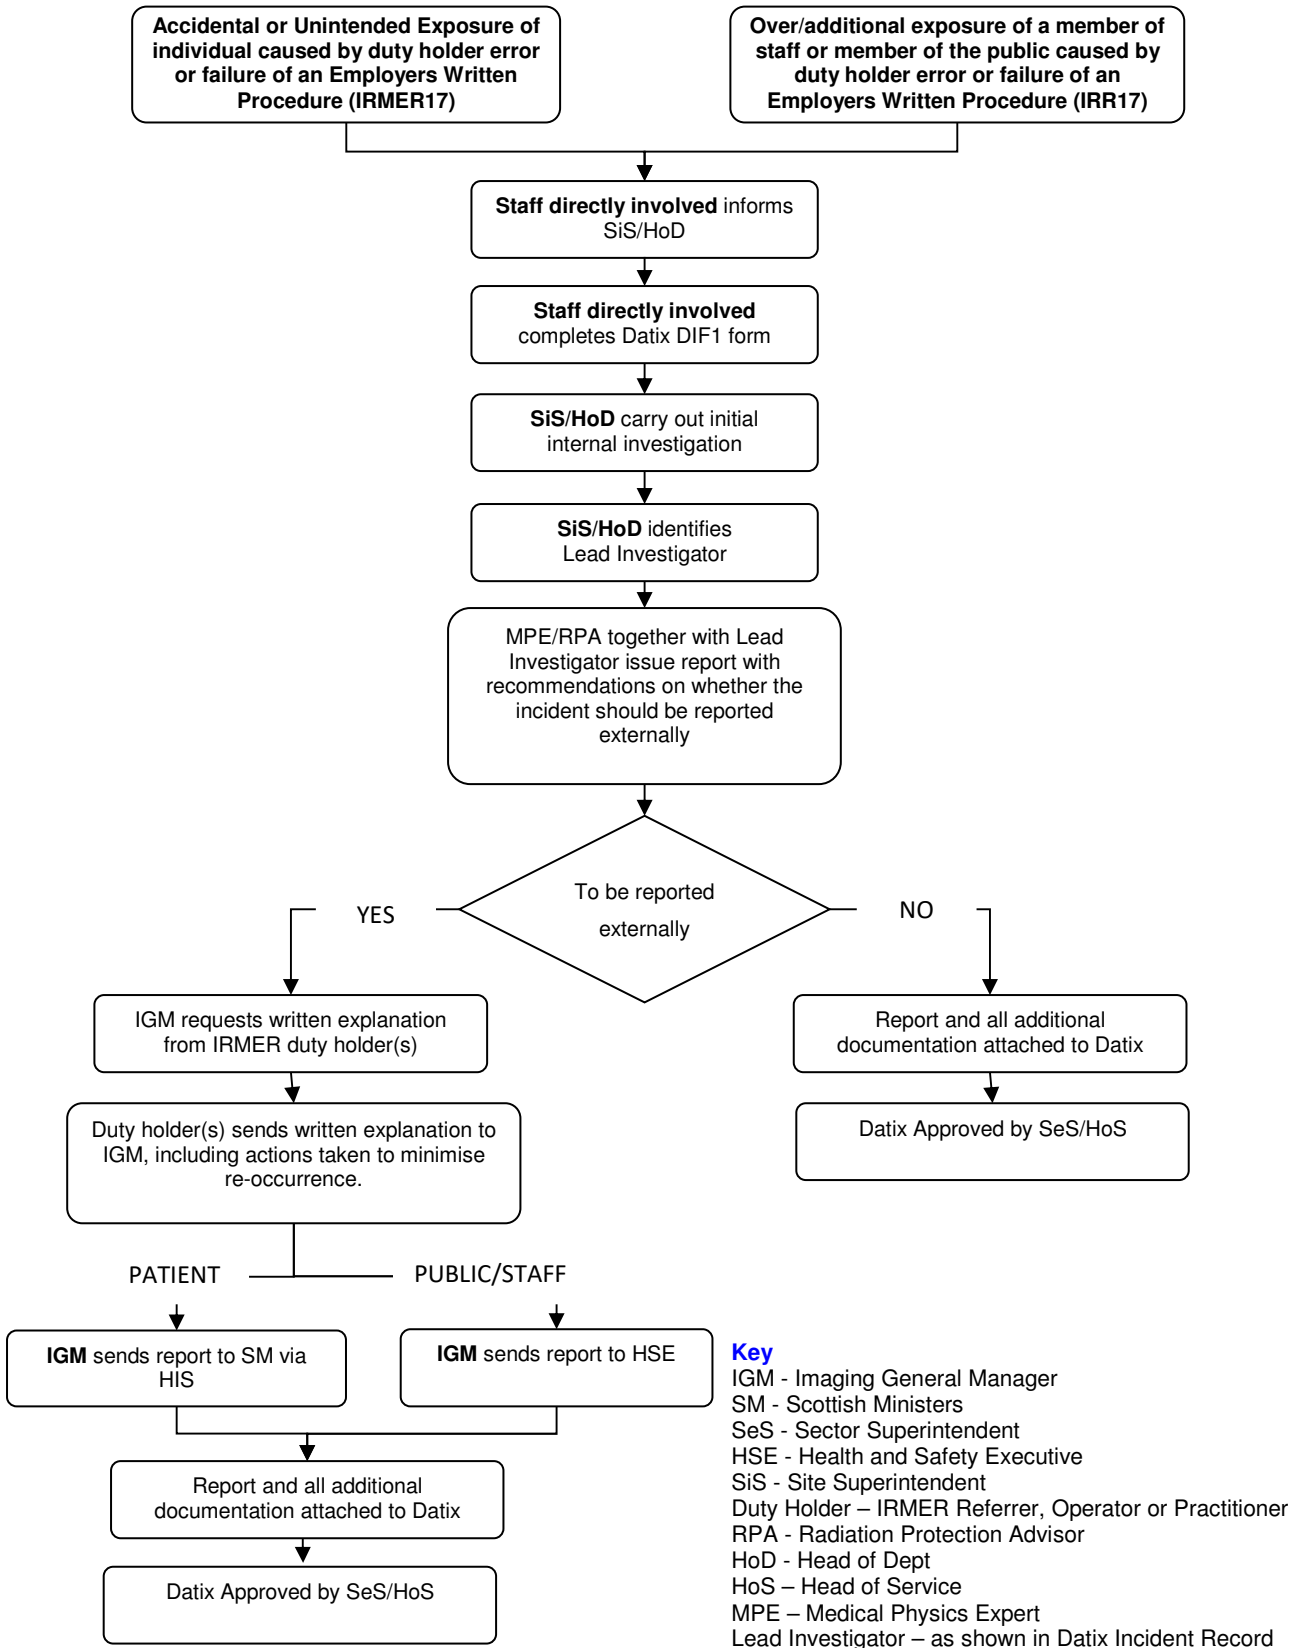 Accidental or Unintended Exposure of
individual caused by duty holder error
or failure of an Employers Written
Procedure (IRMER17)
Over/additional exposure of a member of
staff or member of the public caused by
duty holder error or failure of an
Employers Written Procedure (IRR17)
Staff directly involved informs
SiS/HoD
Staff directly involved
completes Datix DIF1 form
SiS/HoD carry out initial
internal investigation
SiS/HoD identifies
Lead Investigator
MPE/RPA together with Lead
Investigator issue report with
recommendations on whether the
incident should be reported
externally
To be reported
externally
YES
NO
IGM requests written explanation
from IRMER duty holder(s)
Report and all additional
documentation attached to Datix
Duty holder(s) sends written explanation to
IGM, including actions taken to minimise
re-occurrence.
Datix Approved by SeS/HoS
PATIENT
PUBLIC/STAFF
IGM sends report to SM via
HIS
IGM sends report to HSE
Report and all additional
documentation attached to Datix
Datix Approved by SeS/HoS
Key
IGM - Imaging General Manager
SM - Scottish Ministers
SeS - Sector Superintendent
HSE - Health and Safety Executive
SiS - Site Superintendent
Duty Holder – IRMER Referrer, Operator or Practitioner
RPA - Radiation Protection Advisor
HoD - Head of Dept
HoS – Head of Service
MPE – Medical Physics Expert
Lead Investigator – as shown in Datix Incident Record